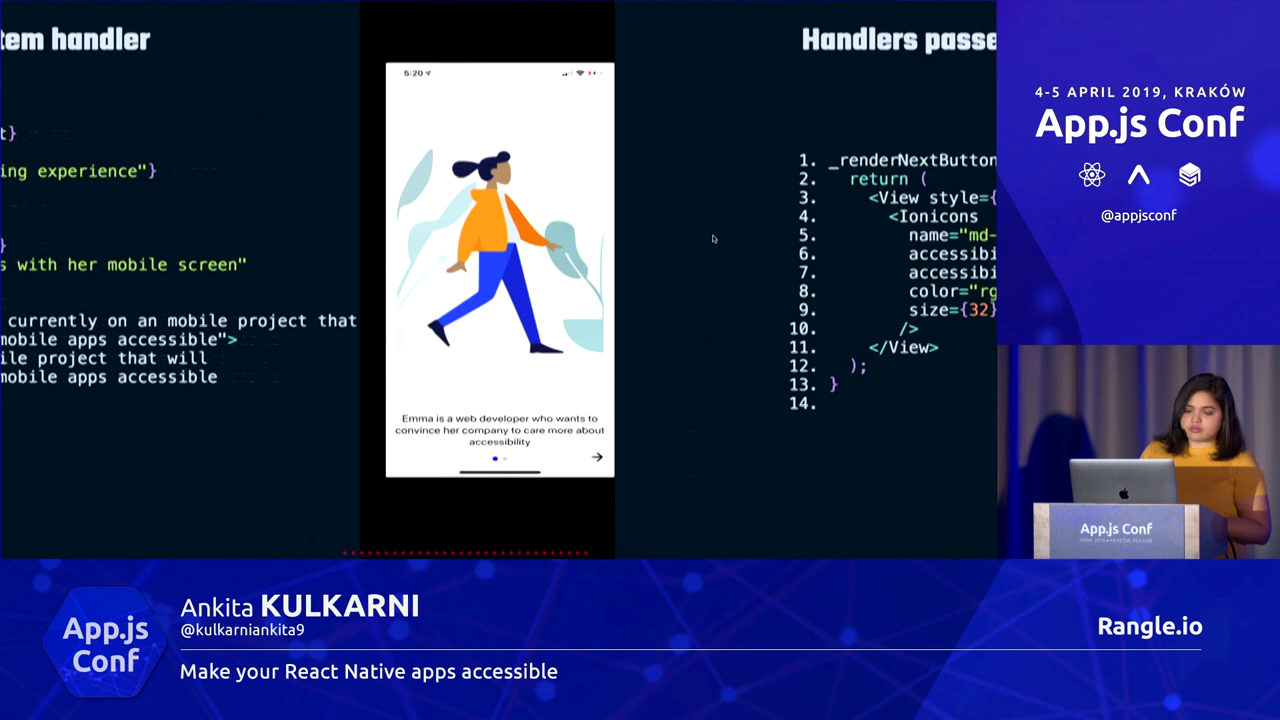 tem handler
t}
ing experience"}
}
s with her mobile screen"
currently on an mobile project that
mobile apps accessible">
ile project that will
mobile apps accessible
5:20
Emma is a web developer who wants to
convince her company to care more about
accessibility
Handlers passe
1. _renderNextButton
2. return (
3. <View style={
4. <Ionicons
5. name="md-
6. accessibi
7. accessibi
8. color="rg
9. size={32}
10. />
11. </View>
12. );
13. }
14.
4-5 APRIL 2019, KRAKÓW
App.js Conf
@appjsconf
App.js Conf
App.js
Conf
Ankita KULKARNI
@kulkarniankita9
Rangle.io
Make your React Native apps accessible